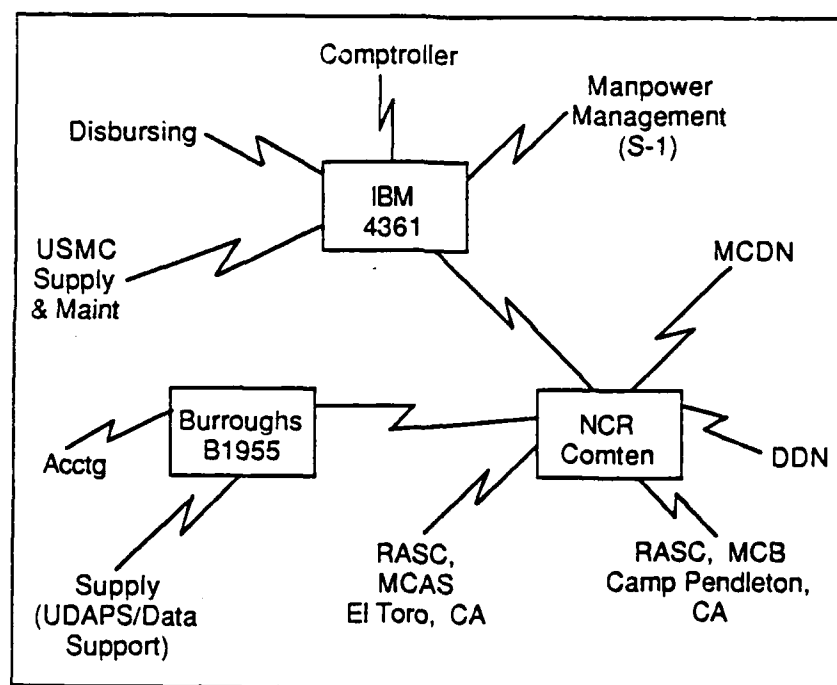 Comptroller
Manpower
Management
(S-1)
Disbursing
IBM
4361
USMC
Supply
& Maint
MCDN
Burroughs
B1955
NCR
Comten
Acctg
DDN
RASC,
MCAS
El Toro, CA
RASC, MCB
Camp Pendleton,
CA
Supply
(UDAPS/Data
Support)